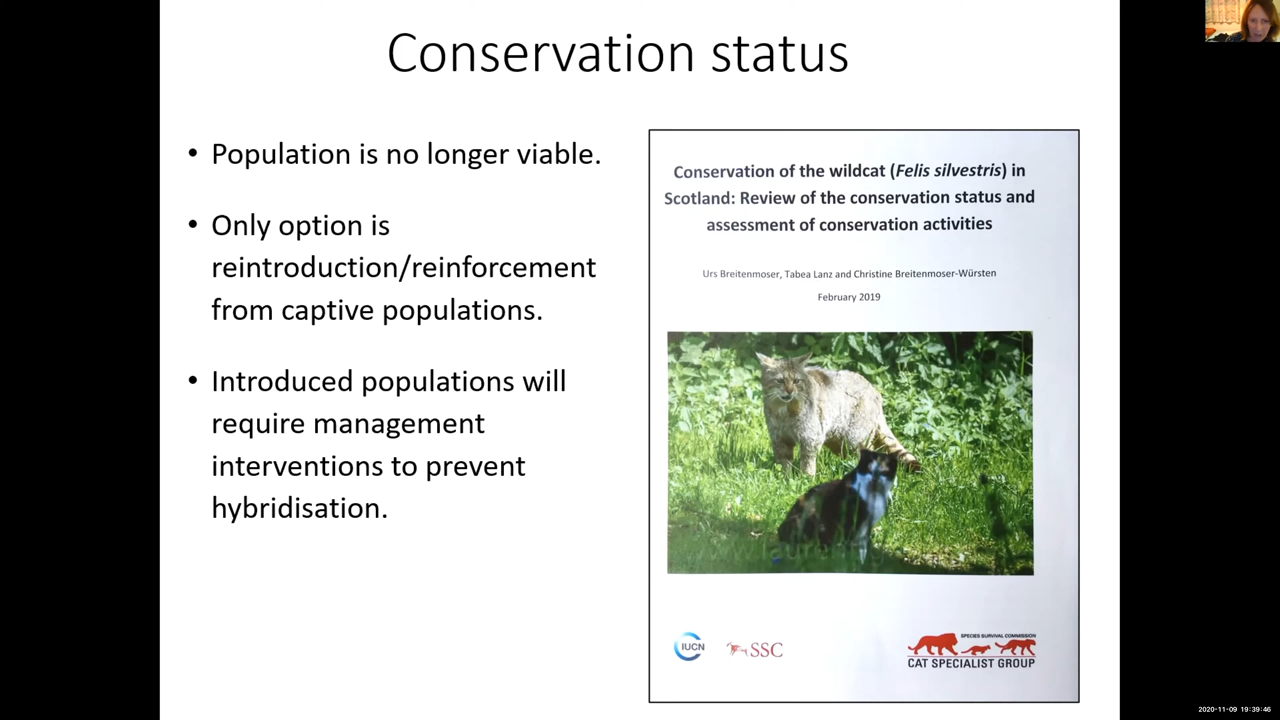 Conservation status
• Population is no longer viable.
• Only option is
reintroduction/reinforcement
from captive populations.
• Introduced populations will
require management
interventions to prevent
hybridisation.
Conservation of the wildcat (Felis silvestris) in
Scotland: Review of the conservation status and
assessment of conservation activities
Urs Breitenmoser, Tabea Lanz and Christine Breitenmoser-Würsten
February 2019
IUCN
SSC
SPECIES SURVIVAL COMMISSION
CAT SPECIALIST GROUP
2020-11-09 19:39:46